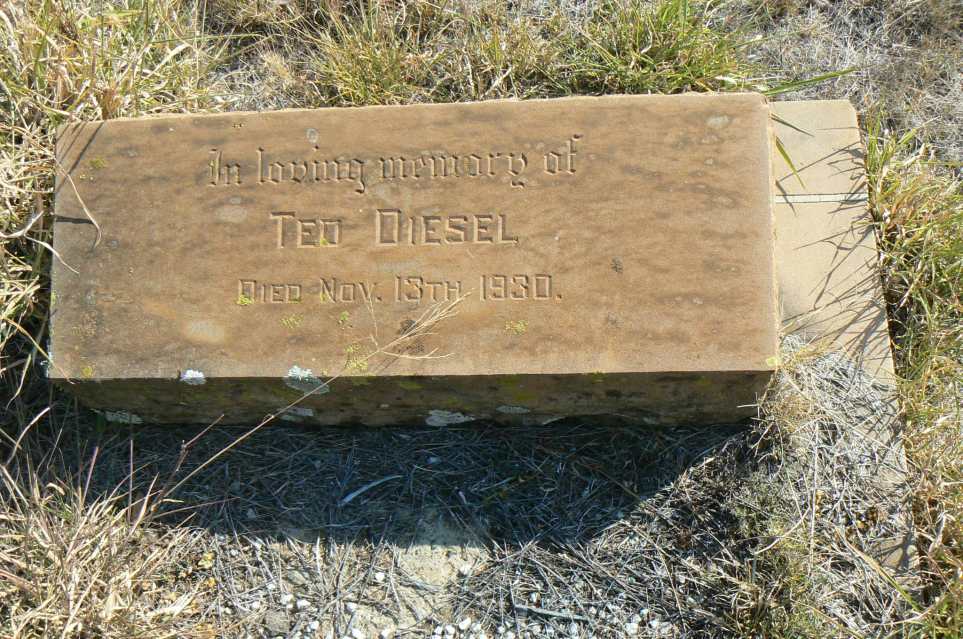 In loving memory of
TED DIESEL
DIED NOV. 13TH 1930.